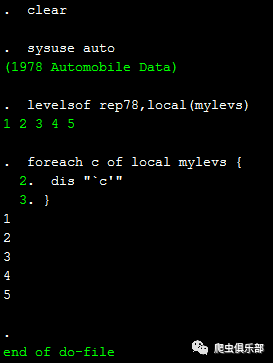 . clear
. sysuse auto
(1978 Automobile Data)
. levelsof rep78,local(mylevs)
1 2 3 4 5
. foreach c of local mylevs {
2. dis "`c'"
3. }
1
2
3
4
5
.
end of do-file
爬虫俱乐部